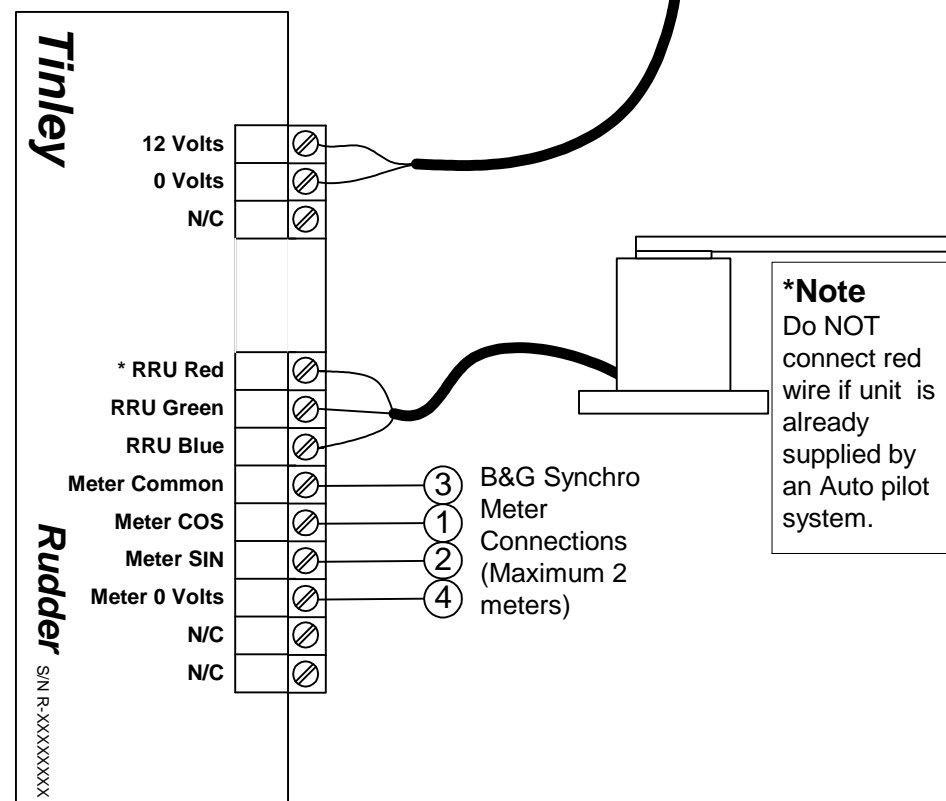 Tinley
12 Volts
0 Volts
N/C
* RRU Red
RRU Green
RRU Blue
Meter Common
Meter COS
Meter SIN
Meter 0 Volts
N/C
N/C
Rudder S/N R-XXXXXXXX
3
1
2
4
B&G Synchro
Meter
Connections
(Maximum 2
meters)
*Note
Do NOT
connect red
wire if unit is
already
supplied by
an Auto pilot
system.